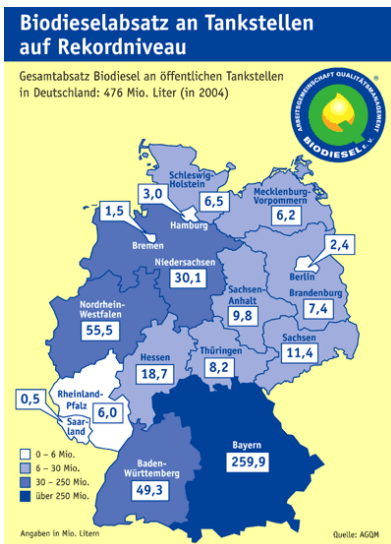 Biodieselabsatz an Tankstellen
auf Rekordniveau
Gesamtabsatz Biodiesel an öffentlichen Tankstellen
in Deutschland: 476 Mio. Liter (in 2004)
ARBEITSGEMEINSCHAFT QUALITÄTSMANAGEMENT
BIODIESEL e.V.
Schleswig-
Holstein
6,5
3,0
Hamburg
Mecklenburg-
Vorpommern
6,2
1,5
Bremen
Niedersachsen
30,1
2,4
Berlin
Brandenburg
7,4
Sachsen-
Anhalt
9,8
Nordrhein-
Westfalen
55,5
Sachsen
11,4
Hessen
18,7
Thüringen
8,2
Rheinland-
Pfalz
6,0
0,5
Saar-
land
Bayern
259,9
Baden-
Württemberg
49,3
0 – 6 Mio.
6 – 30 Mio.
30 – 250 Mio.
über 250 Mio.
Angaben in Mio. Litern
Quelle: AGQM